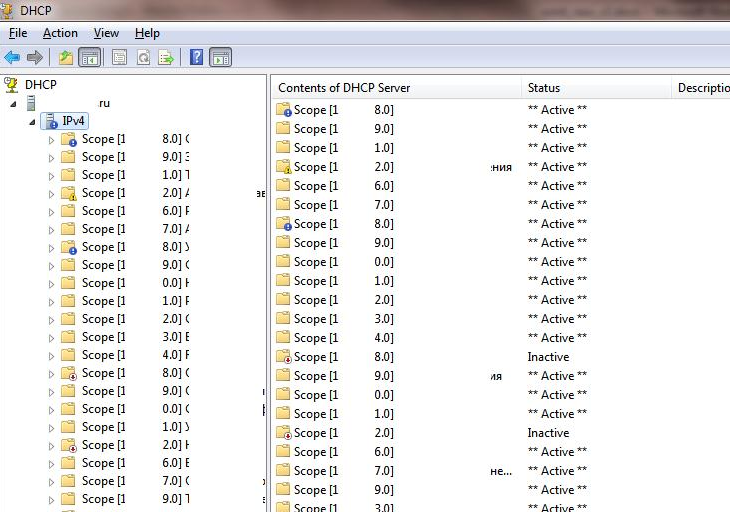 DHCP
File Action View Help
DHCP
.ru
IPv4
Scope [1 8.0] С
Scope [1 9.0] З
Scope [1 1.0] Т
Scope [1 2.0] А
Scope [1 6.0] Р
Scope [1 7.0] А
Scope [1 8.0] У
Scope [1 9.0] С
Scope [1 0.0] Н
Scope [1 1.0] Р
Scope [1 2.0] С
Scope [1 3.0] Е
Scope [1 4.0] Р
Scope [1 8.0] С
Scope [1 9.0] С
Scope [1 0.0] С
Scope [1 1.0] У
Scope [1 2.0] Н
Scope [1 6.0] Е
Scope [1 7.0] С
Scope [1 9.0] Т
Contents of DHCP Server Status Descriptio
Scope [1 8.0] ** Active **
Scope [1 9.0] ** Active **
Scope [1 1.0] ** Active **
Scope [1 2.0] ения ** Active **
Scope [1 6.0] ** Active **
Scope [1 7.0] ** Active **
Scope [1 8.0] ** Active **
Scope [1 9.0] ** Active **
Scope [1 0.0] ** Active **
Scope [1 1.0] ** Active **
Scope [1 2.0] ** Active **
Scope [1 3.0] ** Active **
Scope [1 4.0] ** Active **
Scope [1 8.0] Inactive
Scope [1 9.0] ия ** Active **
Scope [1 0.0] ** Active **
Scope [1 1.0] ** Active **
Scope [1 2.0] Inactive
Scope [1 6.0] ** Active **
Scope [1 7.0] не... ** Active **
Scope [1 9.0] ** Active **
Scope [1 3.0] ** Active **